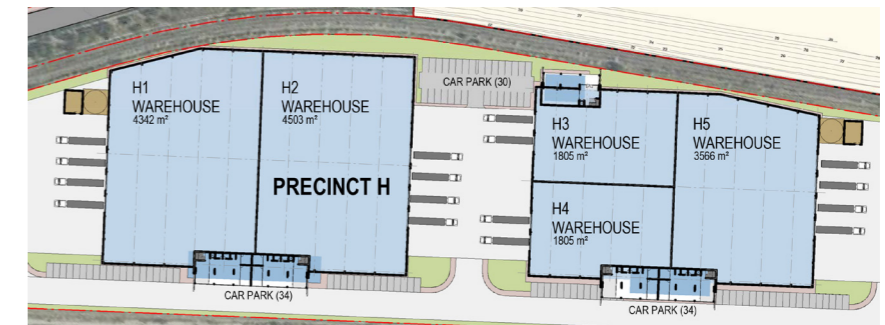 H1
WAREHOUSE
4342 m²
H2
WAREHOUSE
4503 m²
PRECINCT H
CAR PARK (30)
H3
WAREHOUSE
1805 m²
H5
WAREHOUSE
3566 m²
H4
WAREHOUSE
1805 m²
CAR PARK (34)
CAR PARK (34)